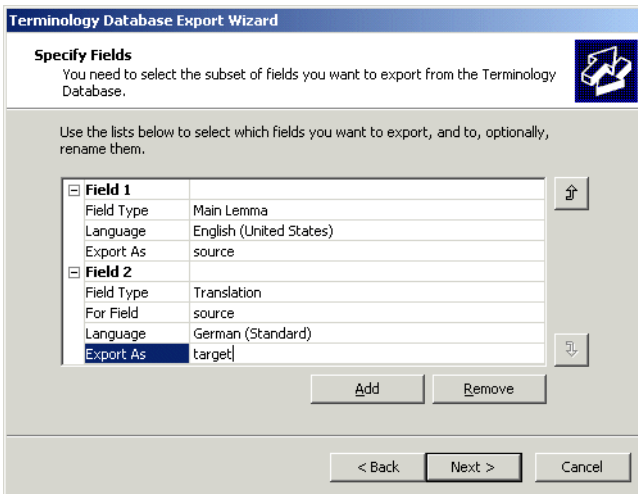 Terminology Database Export Wizard
Specify Fields
You need to select the subset of fields you want to export from the Terminology
Database.
Use the lists below to select which fields you want to export, and to, optionally,
rename them.
Field 1
Field Type Main Lemma
Language English (United States)
Export As source
Field 2
Field Type Translation
For Field source
Language German (Standard)
Export As target
Add Remove
< Back Next > Cancel